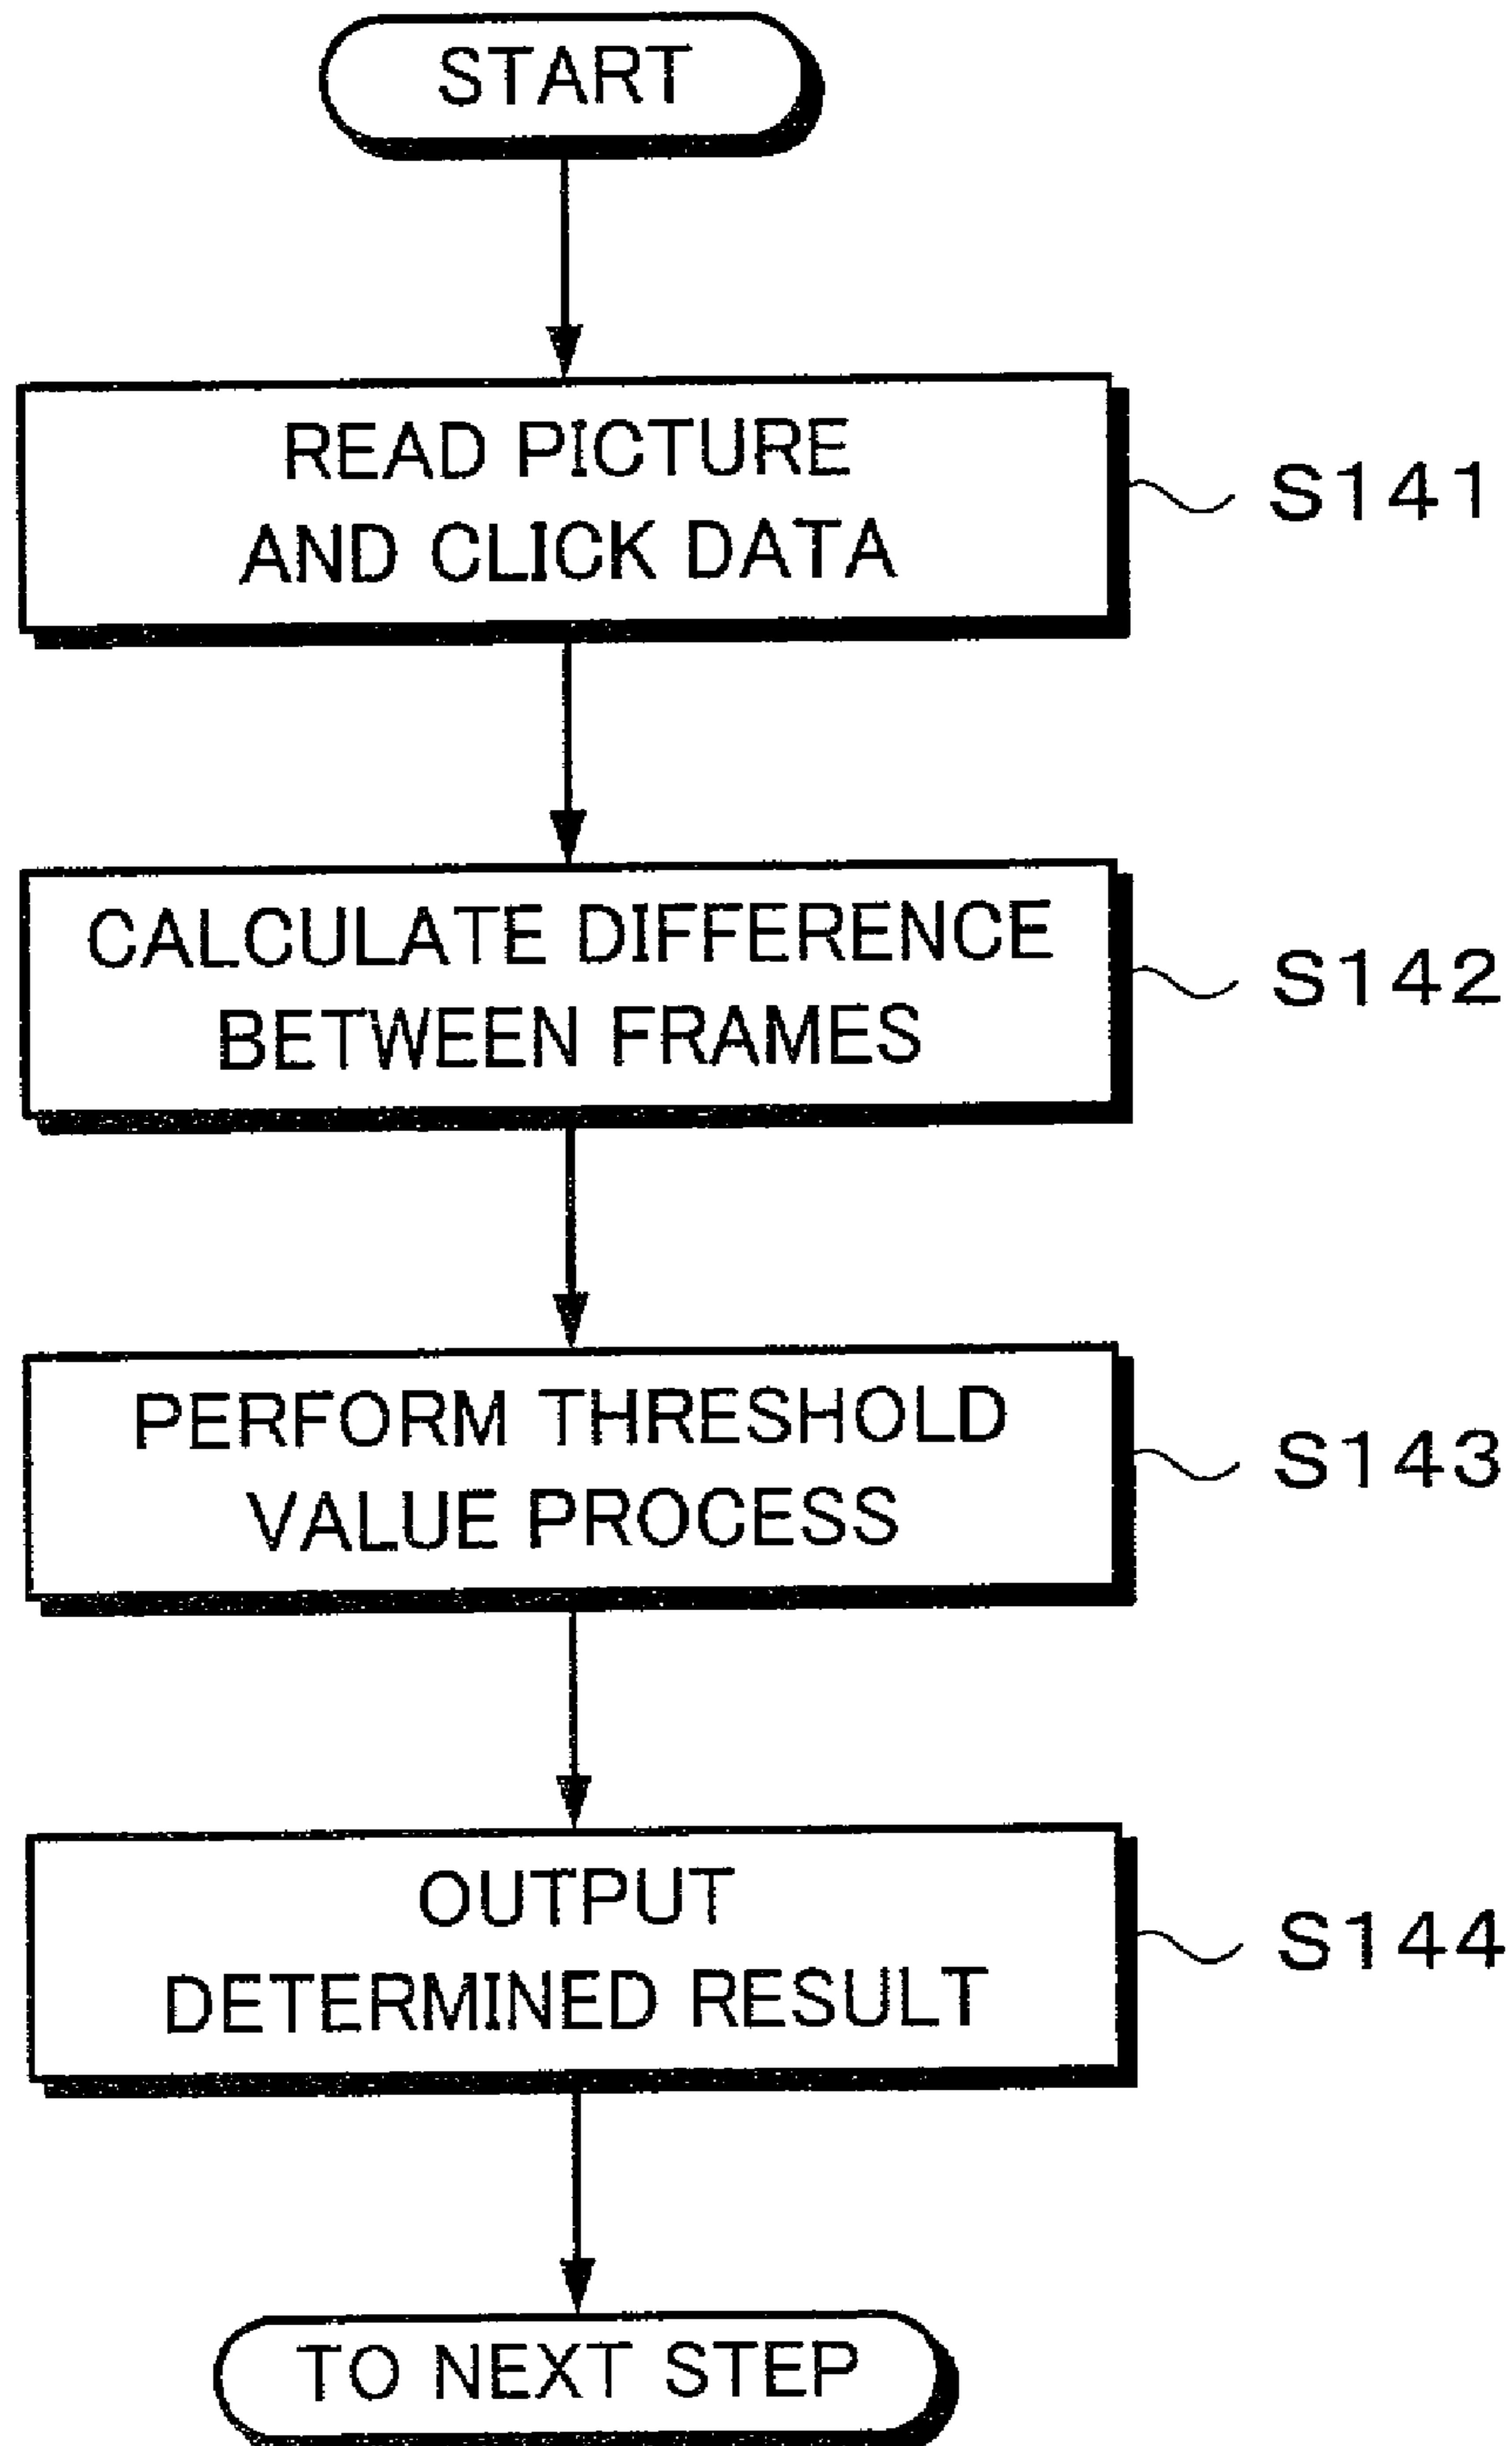 START
READ PICTURE
AND CLICK DATA
S141
CALCULATE DIFFERENCE
BETWEEN FRAMES
S142
PERFORM THRESHOLD
VALUE PROCESS
S143
OUTPUT
DETERMINED RESULT
S144
TO NEXT STEP